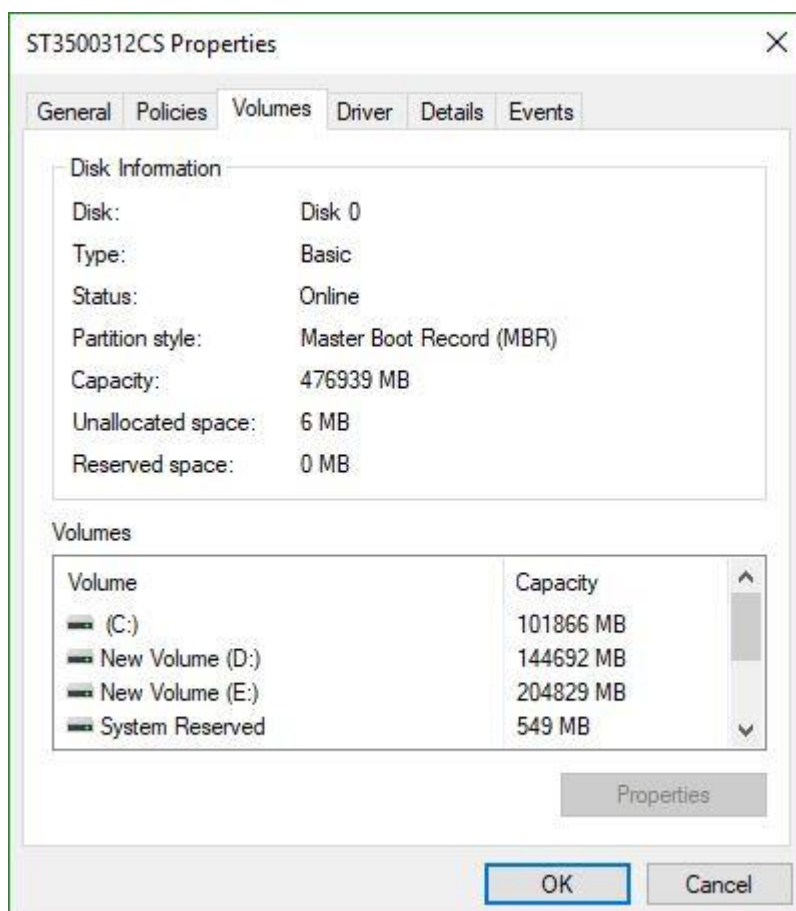 ST3500312CS Properties
General Policies Volumes Driver Details Events
Disk Information
Disk: Disk 0
Type: Basic
Status: Online
Partition style: Master Boot Record (MBR)
Capacity: 476939 MB
Unallocated space: 6 MB
Reserved space: 0 MB
Volumes
Volume Capacity
(C:) 101866 MB
New Volume (D:) 144692 MB
New Volume (E:) 204829 MB
System Reserved 549 MB
Properties
OK Cancel